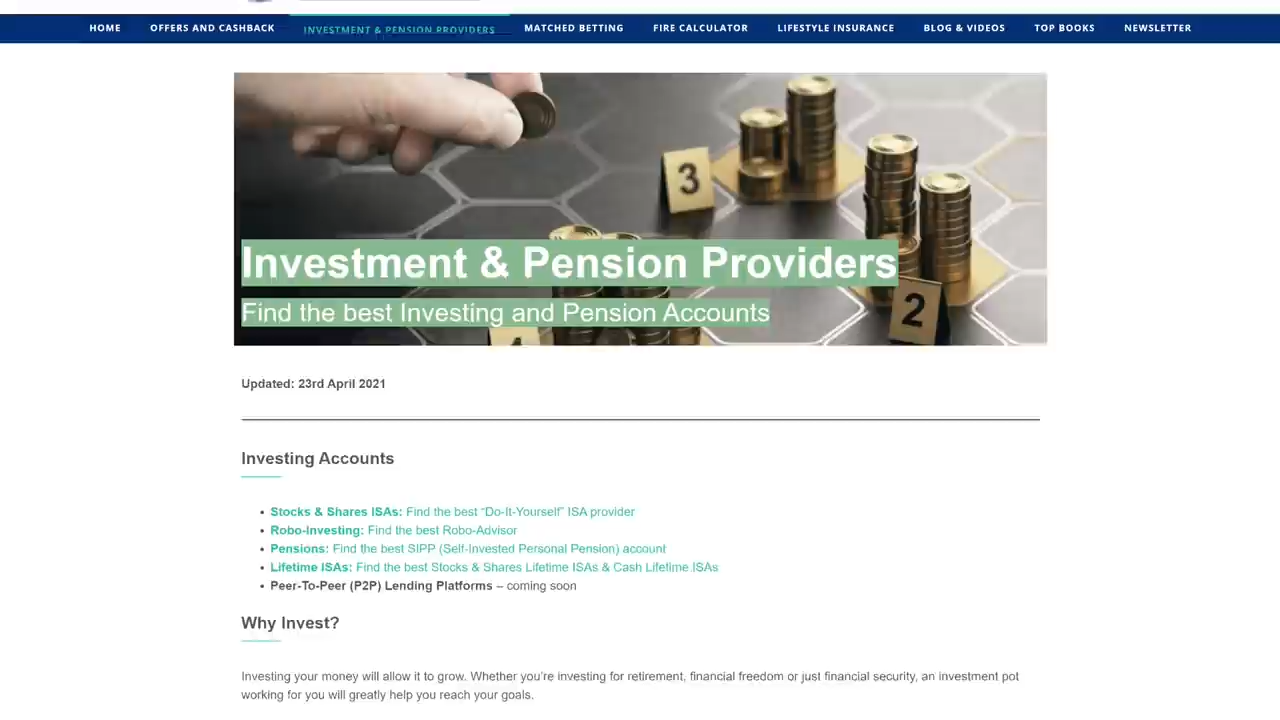 HOME OFFERS AND CASHBACK INVESTMENT & PENSION PROVIDERS MATCHED BETTING FIRE CALCULATOR LIFESTYLE INSURANCE BLOG & VIDEOS TOP BOOKS NEWSLETTER
3
Investment & Pension Providers
2
Find the best Investing and Pension Accounts
4
Updated: 23rd April 2021
Investing Accounts
• Stocks & Shares ISAs: Find the best “Do-It-Yourself” ISA provider
• Robo-Investing: Find the best Robo-Advisor
• Pensions: Find the best SIPP (Self-Invested Personal Pension) account
• Lifetime ISAs: Find the best Stocks & Shares Lifetime ISAs & Cash Lifetime ISAs
• Peer-To-Peer (P2P) Lending Platforms – coming soon
Why Invest?
Investing your money will allow it to grow. Whether you’re investing for retirement, financial freedom or just financial security, an investment pot
working for you will greatly help you reach your goals.